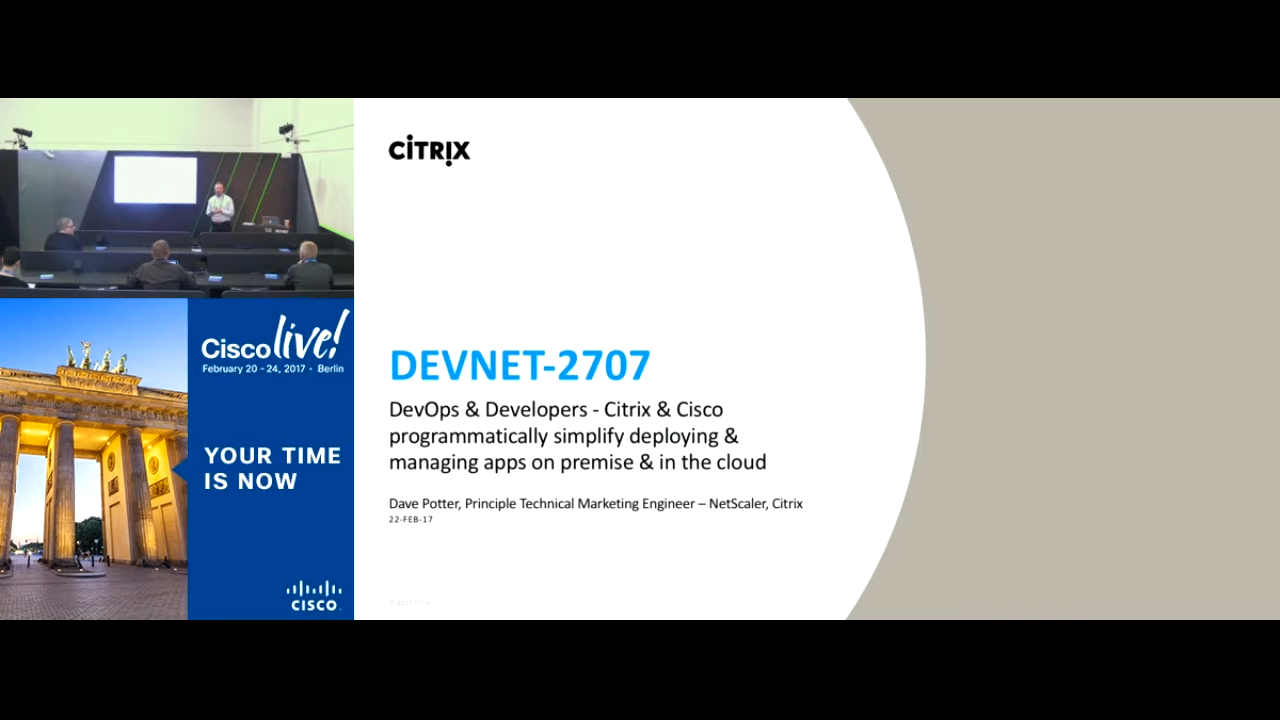 Cisco live!
February 20 - 24, 2017 · Berlin
YOUR TIME
IS NOW
CISCO
CİTRİX
DEVNET-2707
DevOps & Developers - Citrix & Cisco
programmatically simplify deploying &
managing apps on premise & in the cloud
Dave Potter, Principle Technical Marketing Engineer – NetScaler, Citrix
22-FEB-17